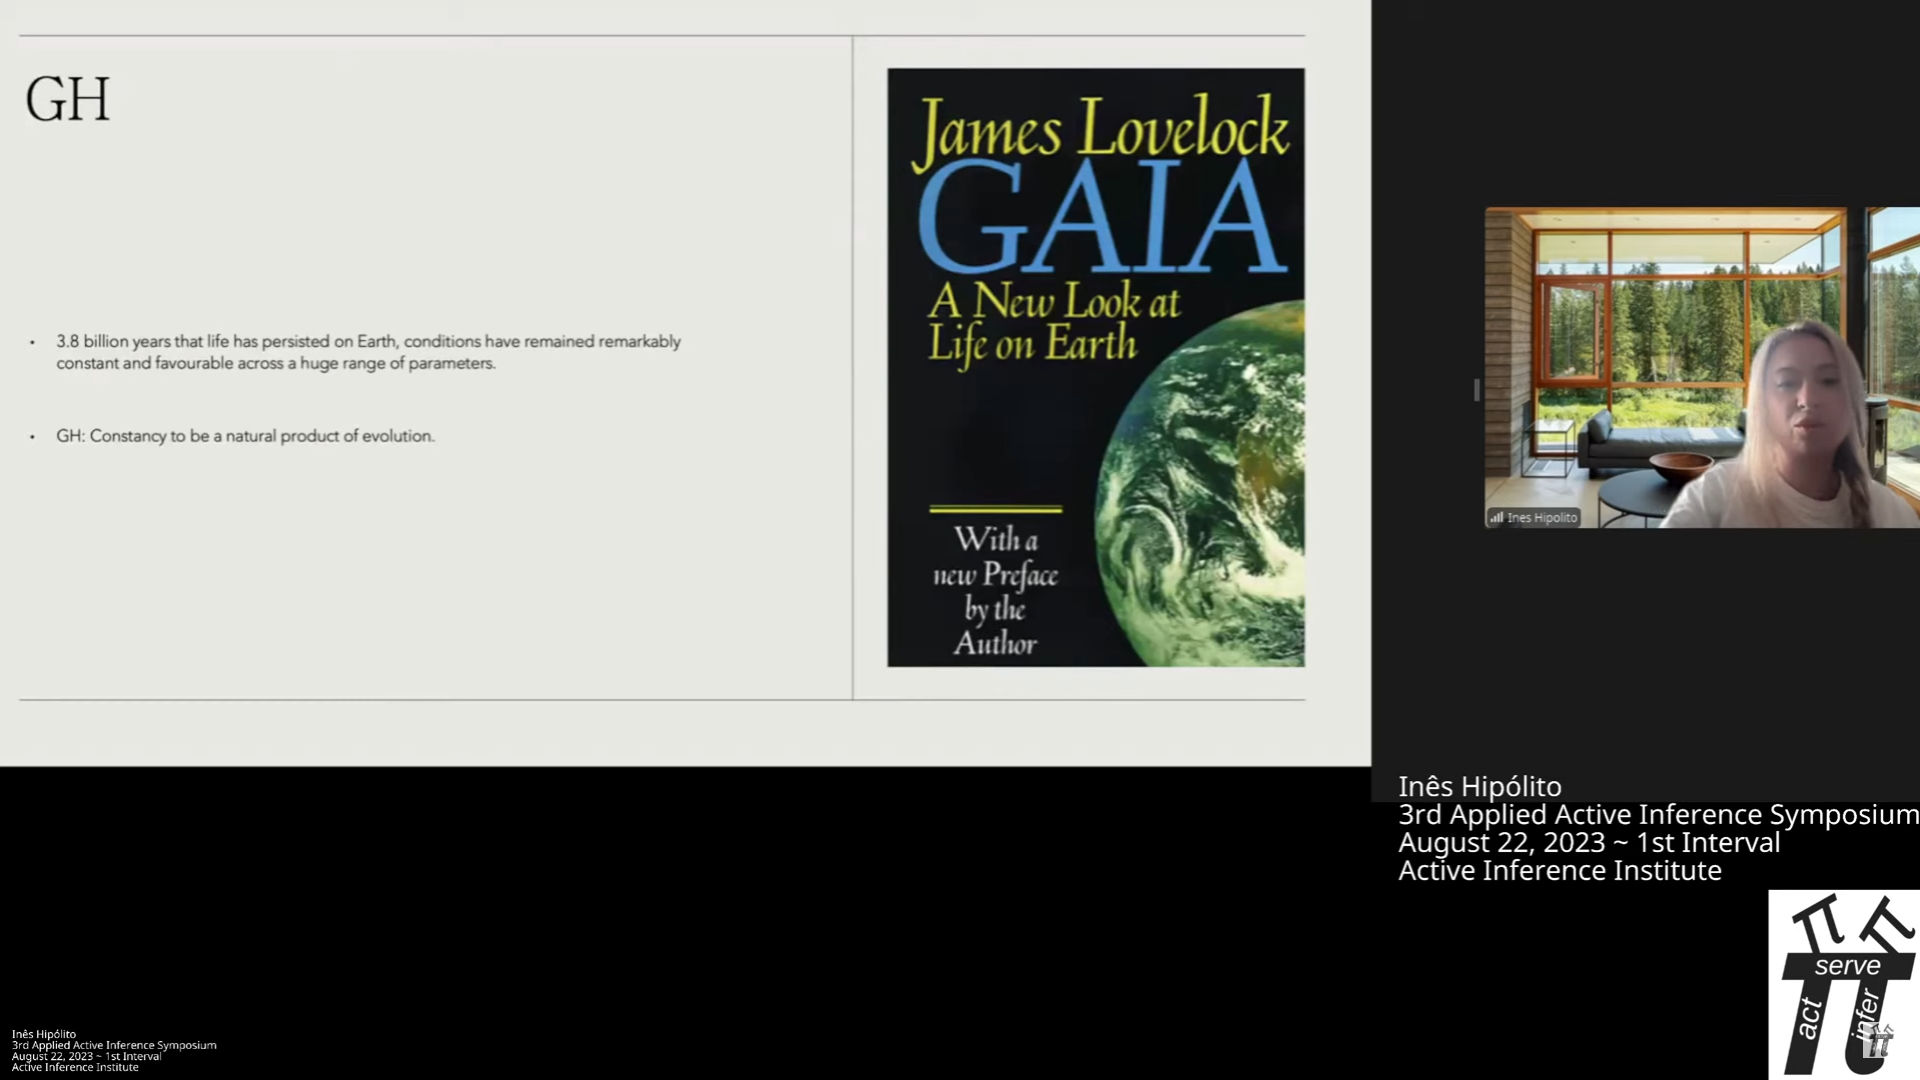 GH
• 3.8 billion years that life has persisted on Earth, conditions have remained remarkably
constant and favourable across a huge range of parameters.
• GH: Constancy to be a natural product of evolution.
James Lovelock
GAIA
A New Look at
Life on Earth
With a
new Preface
by the
Author
Ines Hipolito
Inês Hipólito
3rd Applied Active Inference Symposium
August 22, 2023 ~ 1st Interval
Active Inference Institute
serve
act
infer
Inês Hipólito
3rd Applied Active Inference Symposium
August 22, 2023 ~ 1st Interval
Active Inference Institute